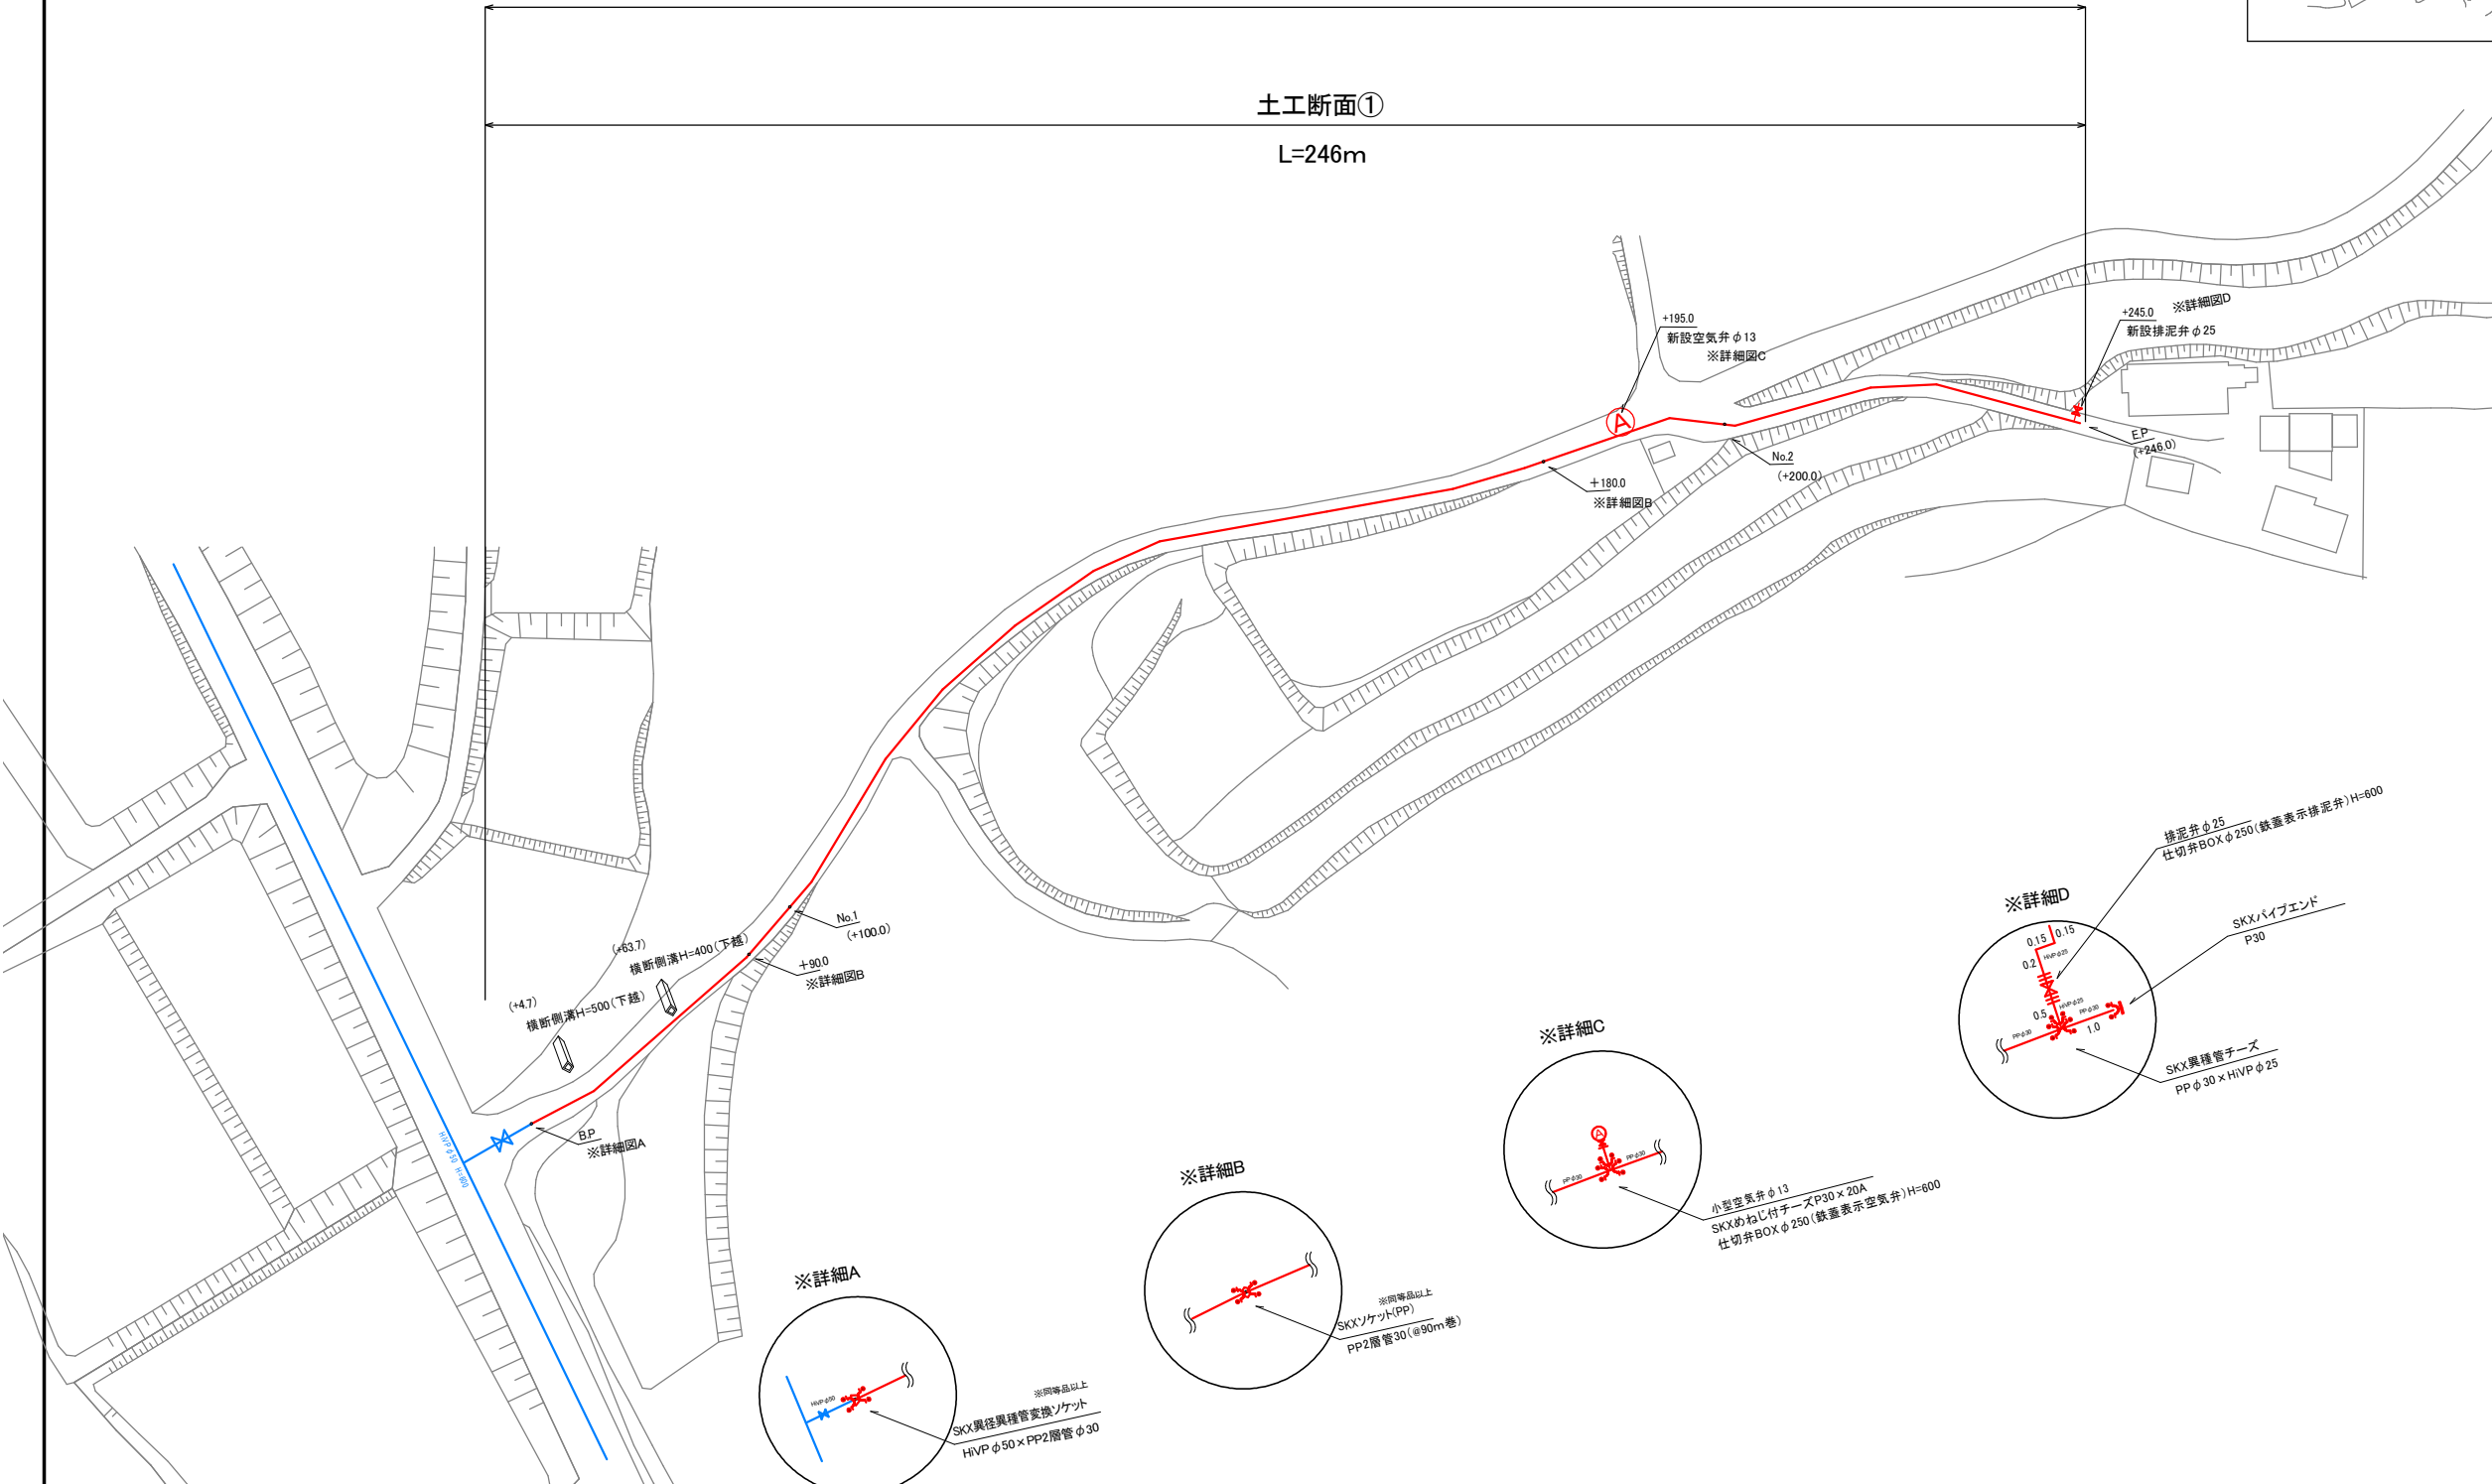 土工断面①
L=246m
+195.0
新設空気弁φ13
※詳細図C
+245.0
※詳細図D
新設排泥弁φ25
E.P
(+246.0)
No.2
(+200.0)
+180.0
※詳細図B
No.1
(+100.0)
+90.0
※詳細図B
(+63.7)
横断側溝H=400(下越)
(+4.7)
横断側溝H=500(下越)
B.P
※詳細図A
HiVPφ50 H=600
※詳細D
排泥弁φ25
仕切弁BOXφ250(鉄蓋表示排泥弁)H=600
SKXパイプエンド
P30
0.15
0.15
0.2
HiVPφ25
HiVPφ25
0.5
PPφ30
PPφ30
1.0
SKX異種管チーズ
PPφ30×HiVPφ25
※詳細C
A
PPφ30
PPφ30
小型空気弁φ13
SKXめねじ付チーズP30×20A
仕切弁BOXφ250(鉄蓋表示空気弁)H=600
※詳細B
※同等品以上
SKXソケット(PP)
PP2層管30(@90m巻)
※詳細A
HiVPφ50
※同等品以上
SKX異径異種管変換ソケット
HiVPφ50×PP2層管φ30
A